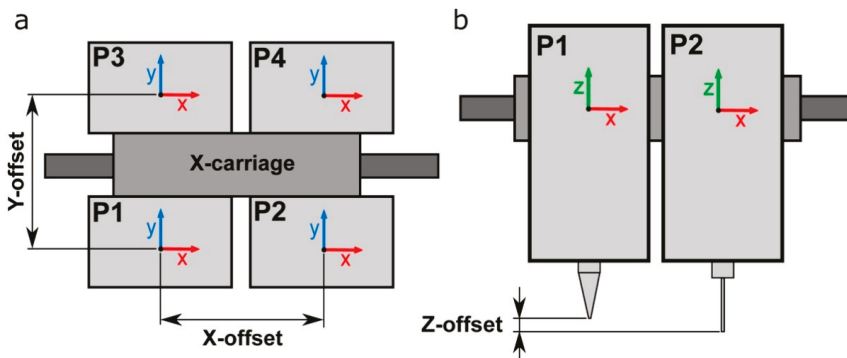 a
P3
y
x
P4
y
x
X-carriage
Y-offset
P1
y
x
P2
y
x
X-offset
b
P1
z
x
P2
z
x
Z-offset